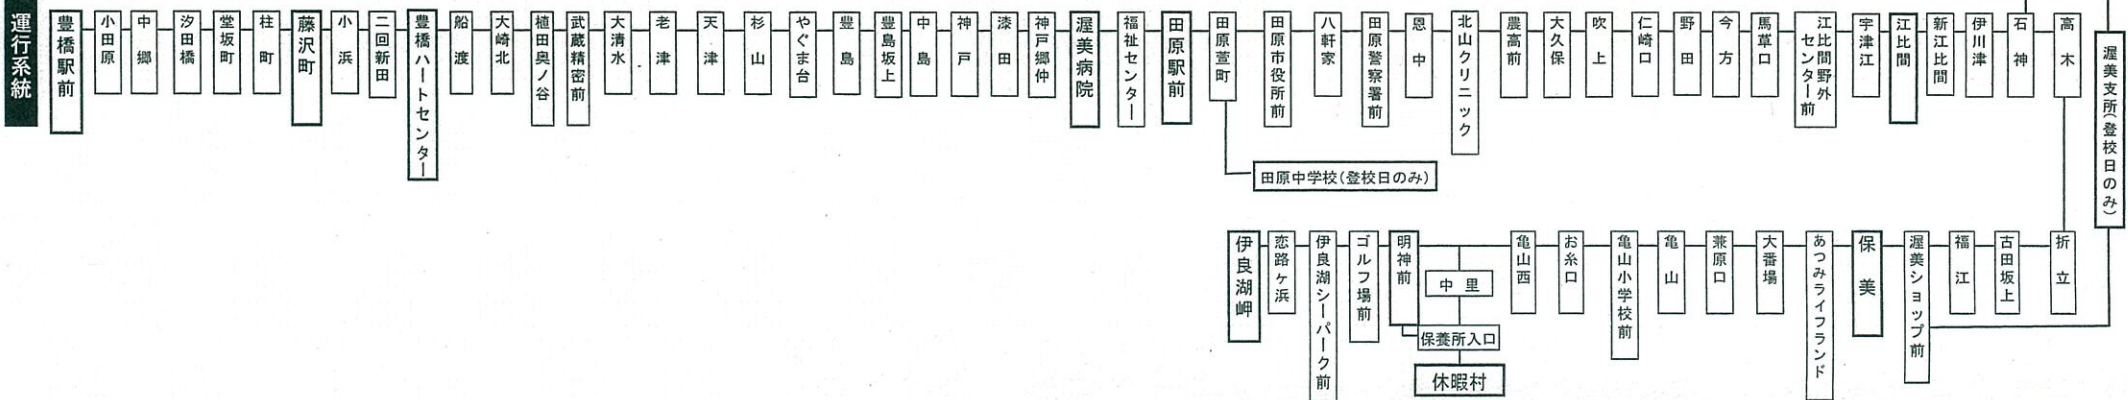 運行系統
豊橋駅前
小田原
中郷
汐田橋
堂坂町
柱町
藤沢町
小浜
二回新田
豊橋ハートセンター
船渡
大崎北
植田奥ノ谷
武蔵精密前
大清水
老津
天津
杉山
やぐま台
豊島
豊島坂上
中島
神戸
漆田
神戸郷仲
渥美病院
福祉センター
田原駅前
田原萱町
田原市役所前
八軒家
田原警察署前
恩中
北山クリニック
農高前
大久保
吹上
仁崎口
野田
今方
馬草口
江比間野外
センター前
宇津江
江比間
新江比間
伊川津
石神
高木
渥美支所(登校日のみ)
田原中学校(登校日のみ)
伊良湖岬
恋路ヶ浜
伊良湖シーパーク前
ゴルフ場前
明神前
中里
保養所入口
休暇村
亀山西
お糸口
亀山小学校前
亀山
兼原口
大番場
あつみライフランド
保美
渥美ショップ前
福江
古田坂上
折立